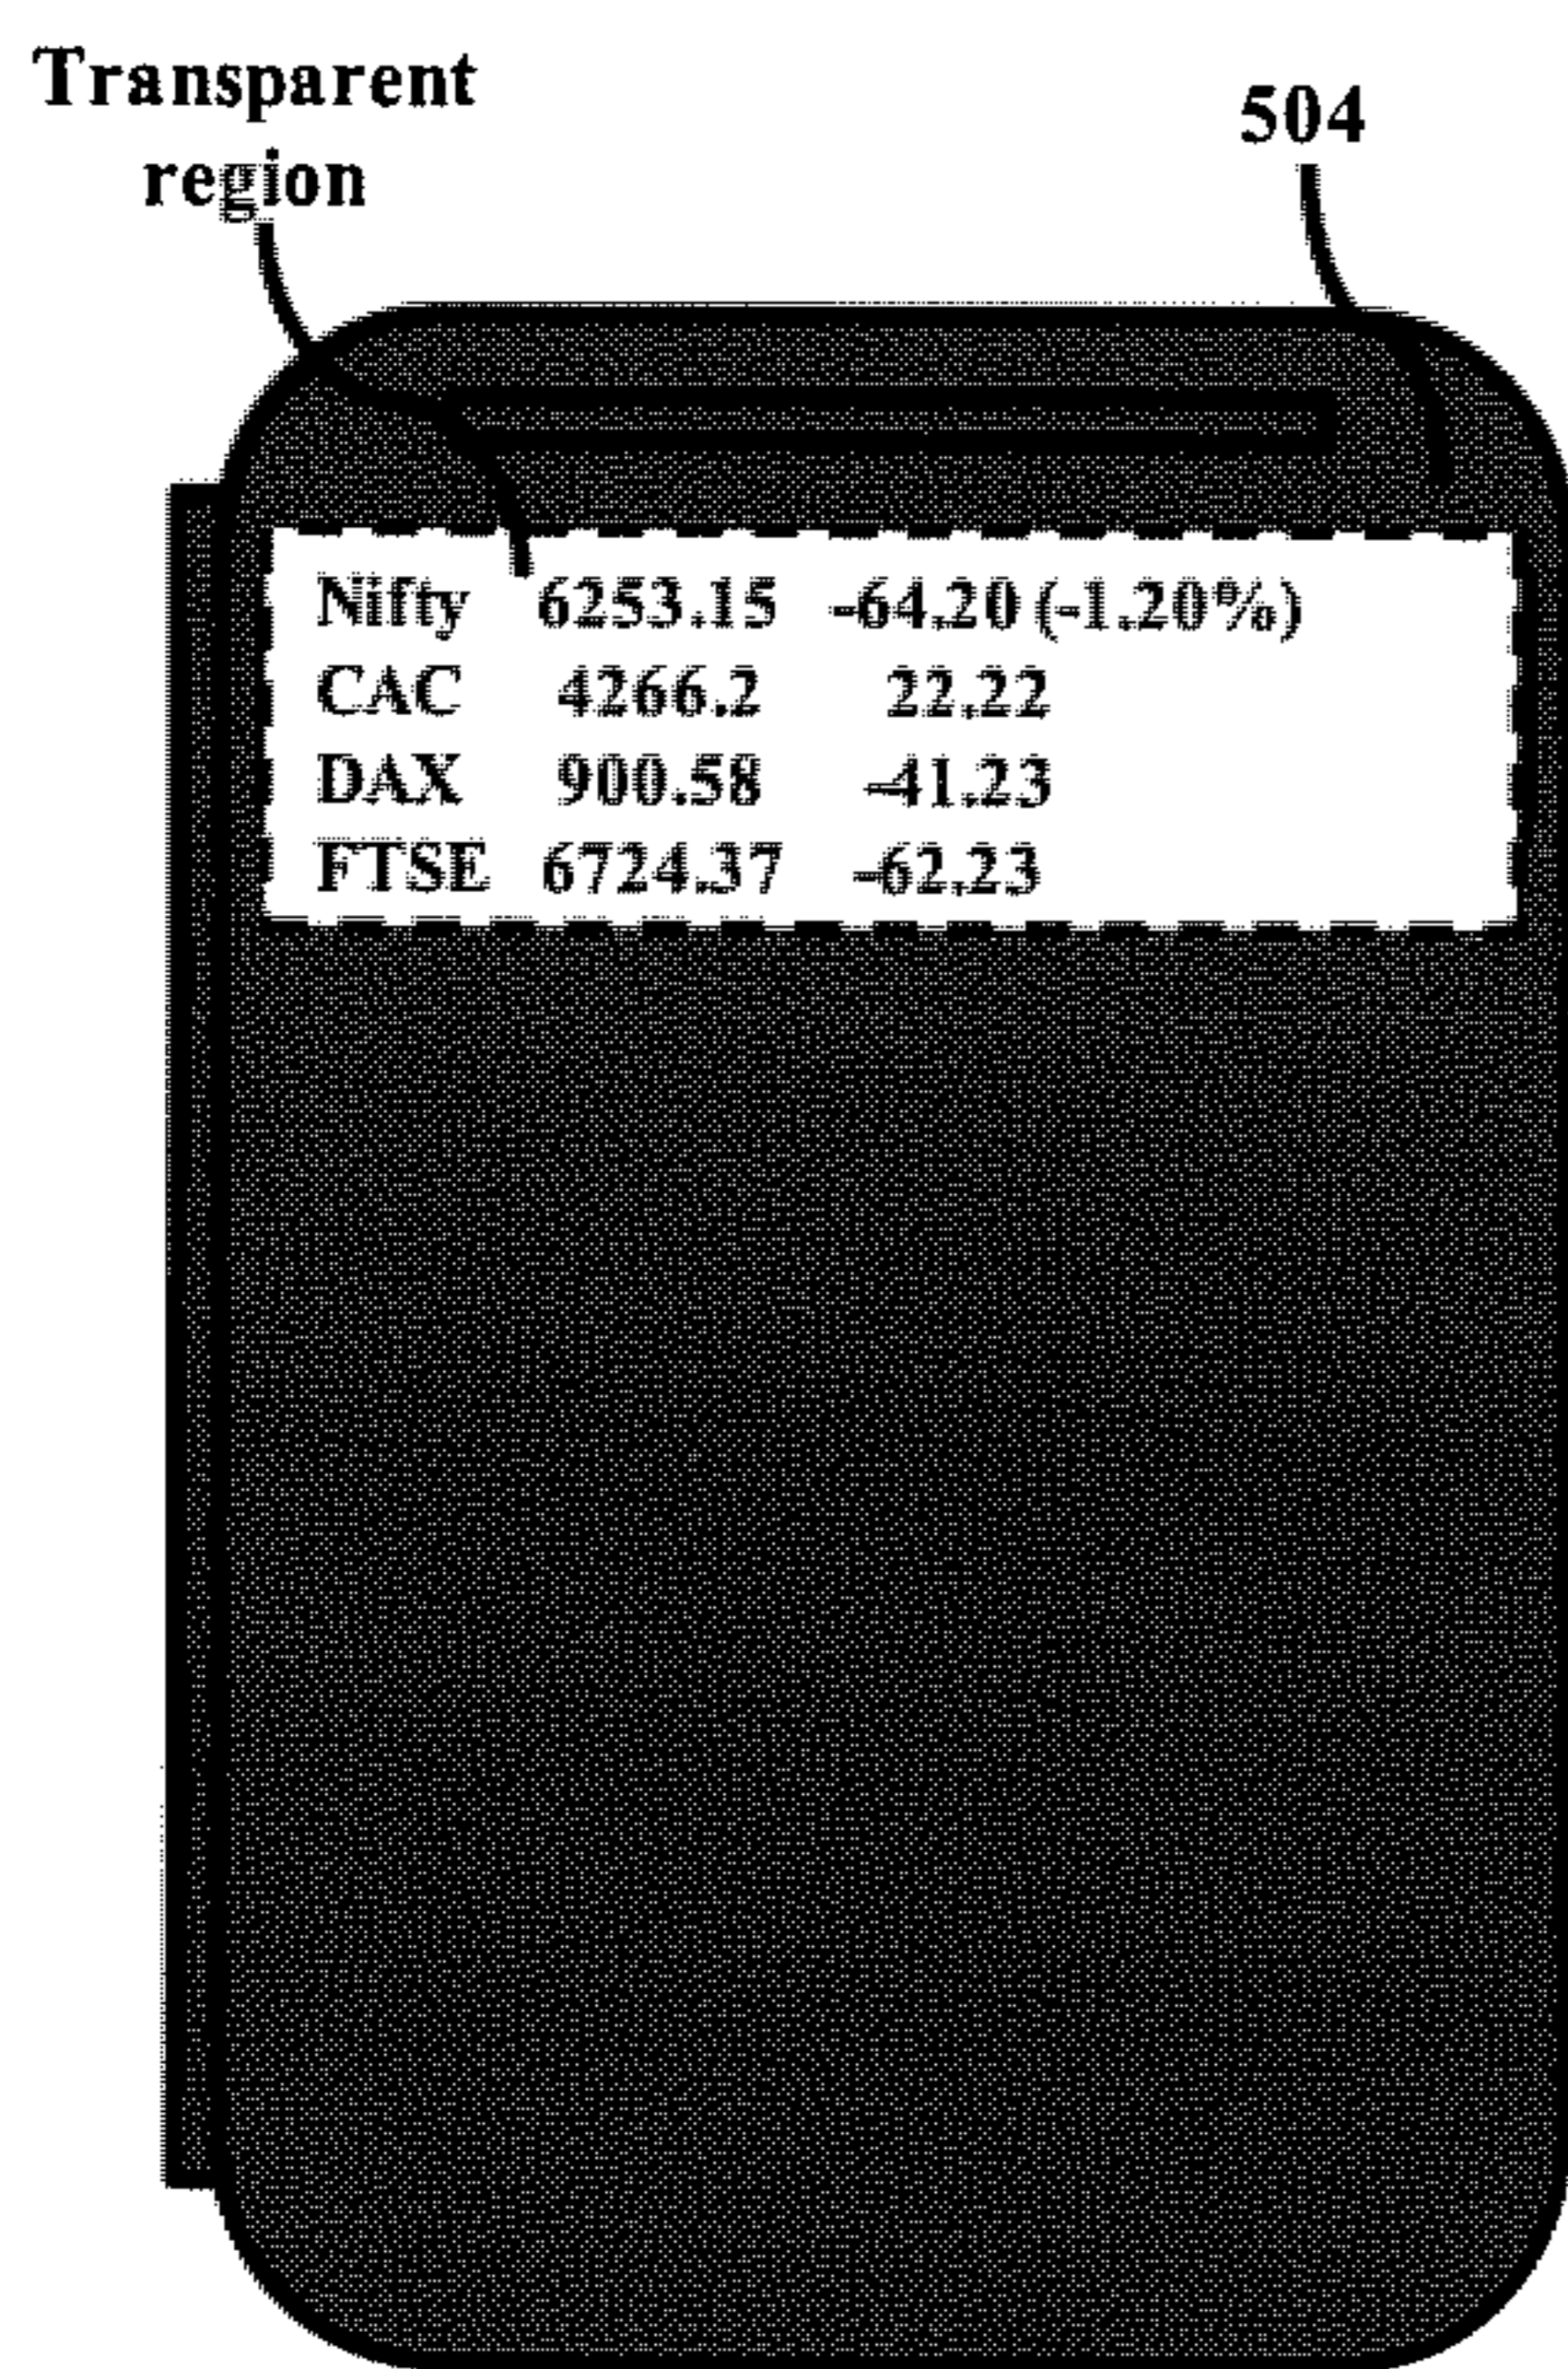 Transparent
region
504
Nifty 6253.15 -64.20 (-1.20%)
CAC 4266.2 22.22
DAX 900.58 -41.23
FTSE 6724.37 -62.23